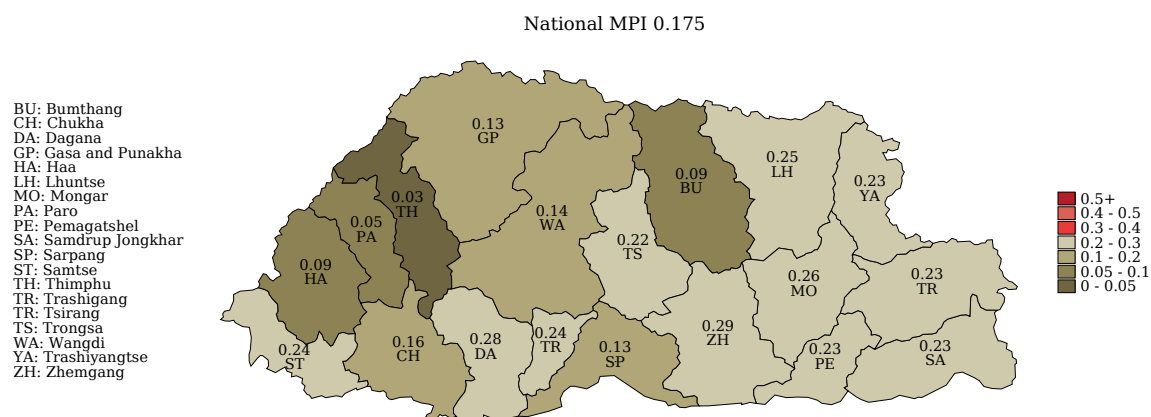 National MPI 0.175
BU: Bumthang
CH: Chukha
DA: Dagana
GP: Gasa and Punakha
HA: Haa
LH: Lhuntse
MO: Mongar
PA: Paro
PE: Pemagatshel
SA: Samdrup Jongkhar
SP: Sarpang
ST: Samtse
TH: Thimphu
TR: Trashigang
TR: Tsirang
TS: Trongsa
WA: Wangdi
YA: Trashiyangtse
ZH: Zhemgang
0.13
GP
0.03
TH
0.05
PA
0.09
HA
0.14
WA
0.22
TS
0.09
BU
0.25
LH
0.23
YA
0.26
MO
0.23
TR
0.24
ST
0.16
CH
0.28
DA
0.24
TR
0.13
SP
0.29
ZH
0.23
PE
0.23
SA
0.5+
0.4 - 0.5
0.3 - 0.4
0.2 - 0.3
0.1 - 0.2
0.05 - 0.1
0 - 0.05